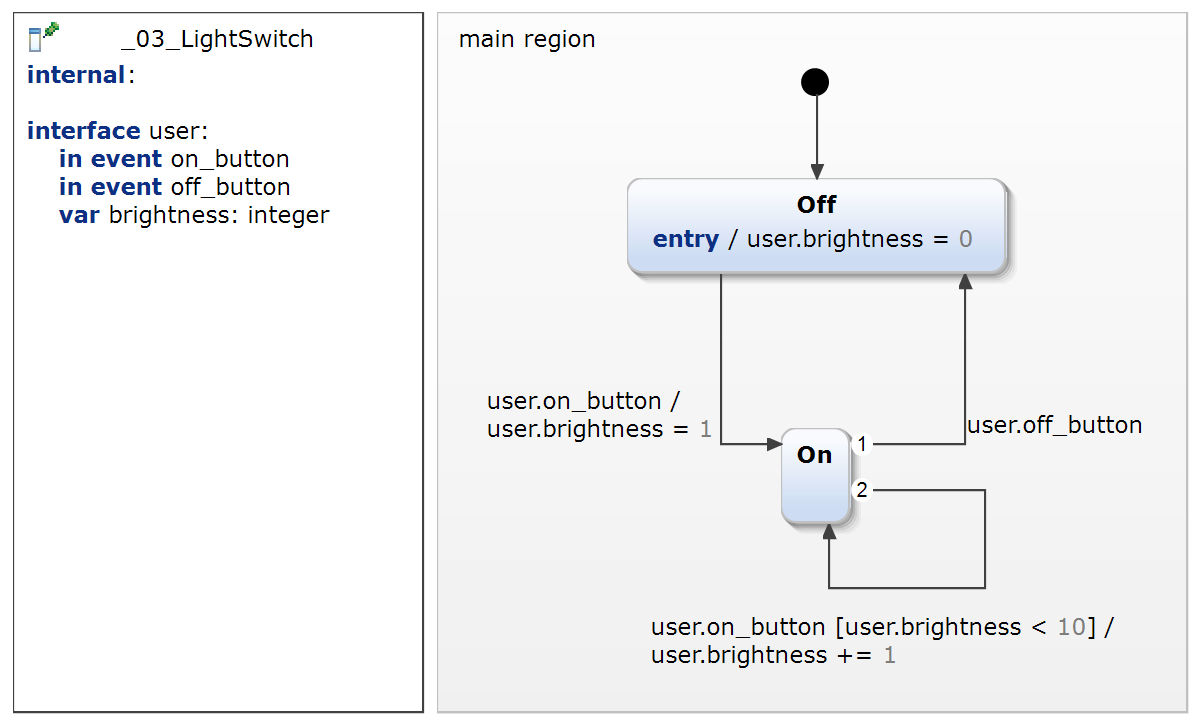 _03_LightSwitch
internal:
interface user:
in event on_button
in event off_button
var brightness: integer
main region
Off
entry / user.brightness = 0
user.on_button /
user.brightness = 1
user.off_button
On
1
2
user.on_button [user.brightness < 10] /
user.brightness += 1